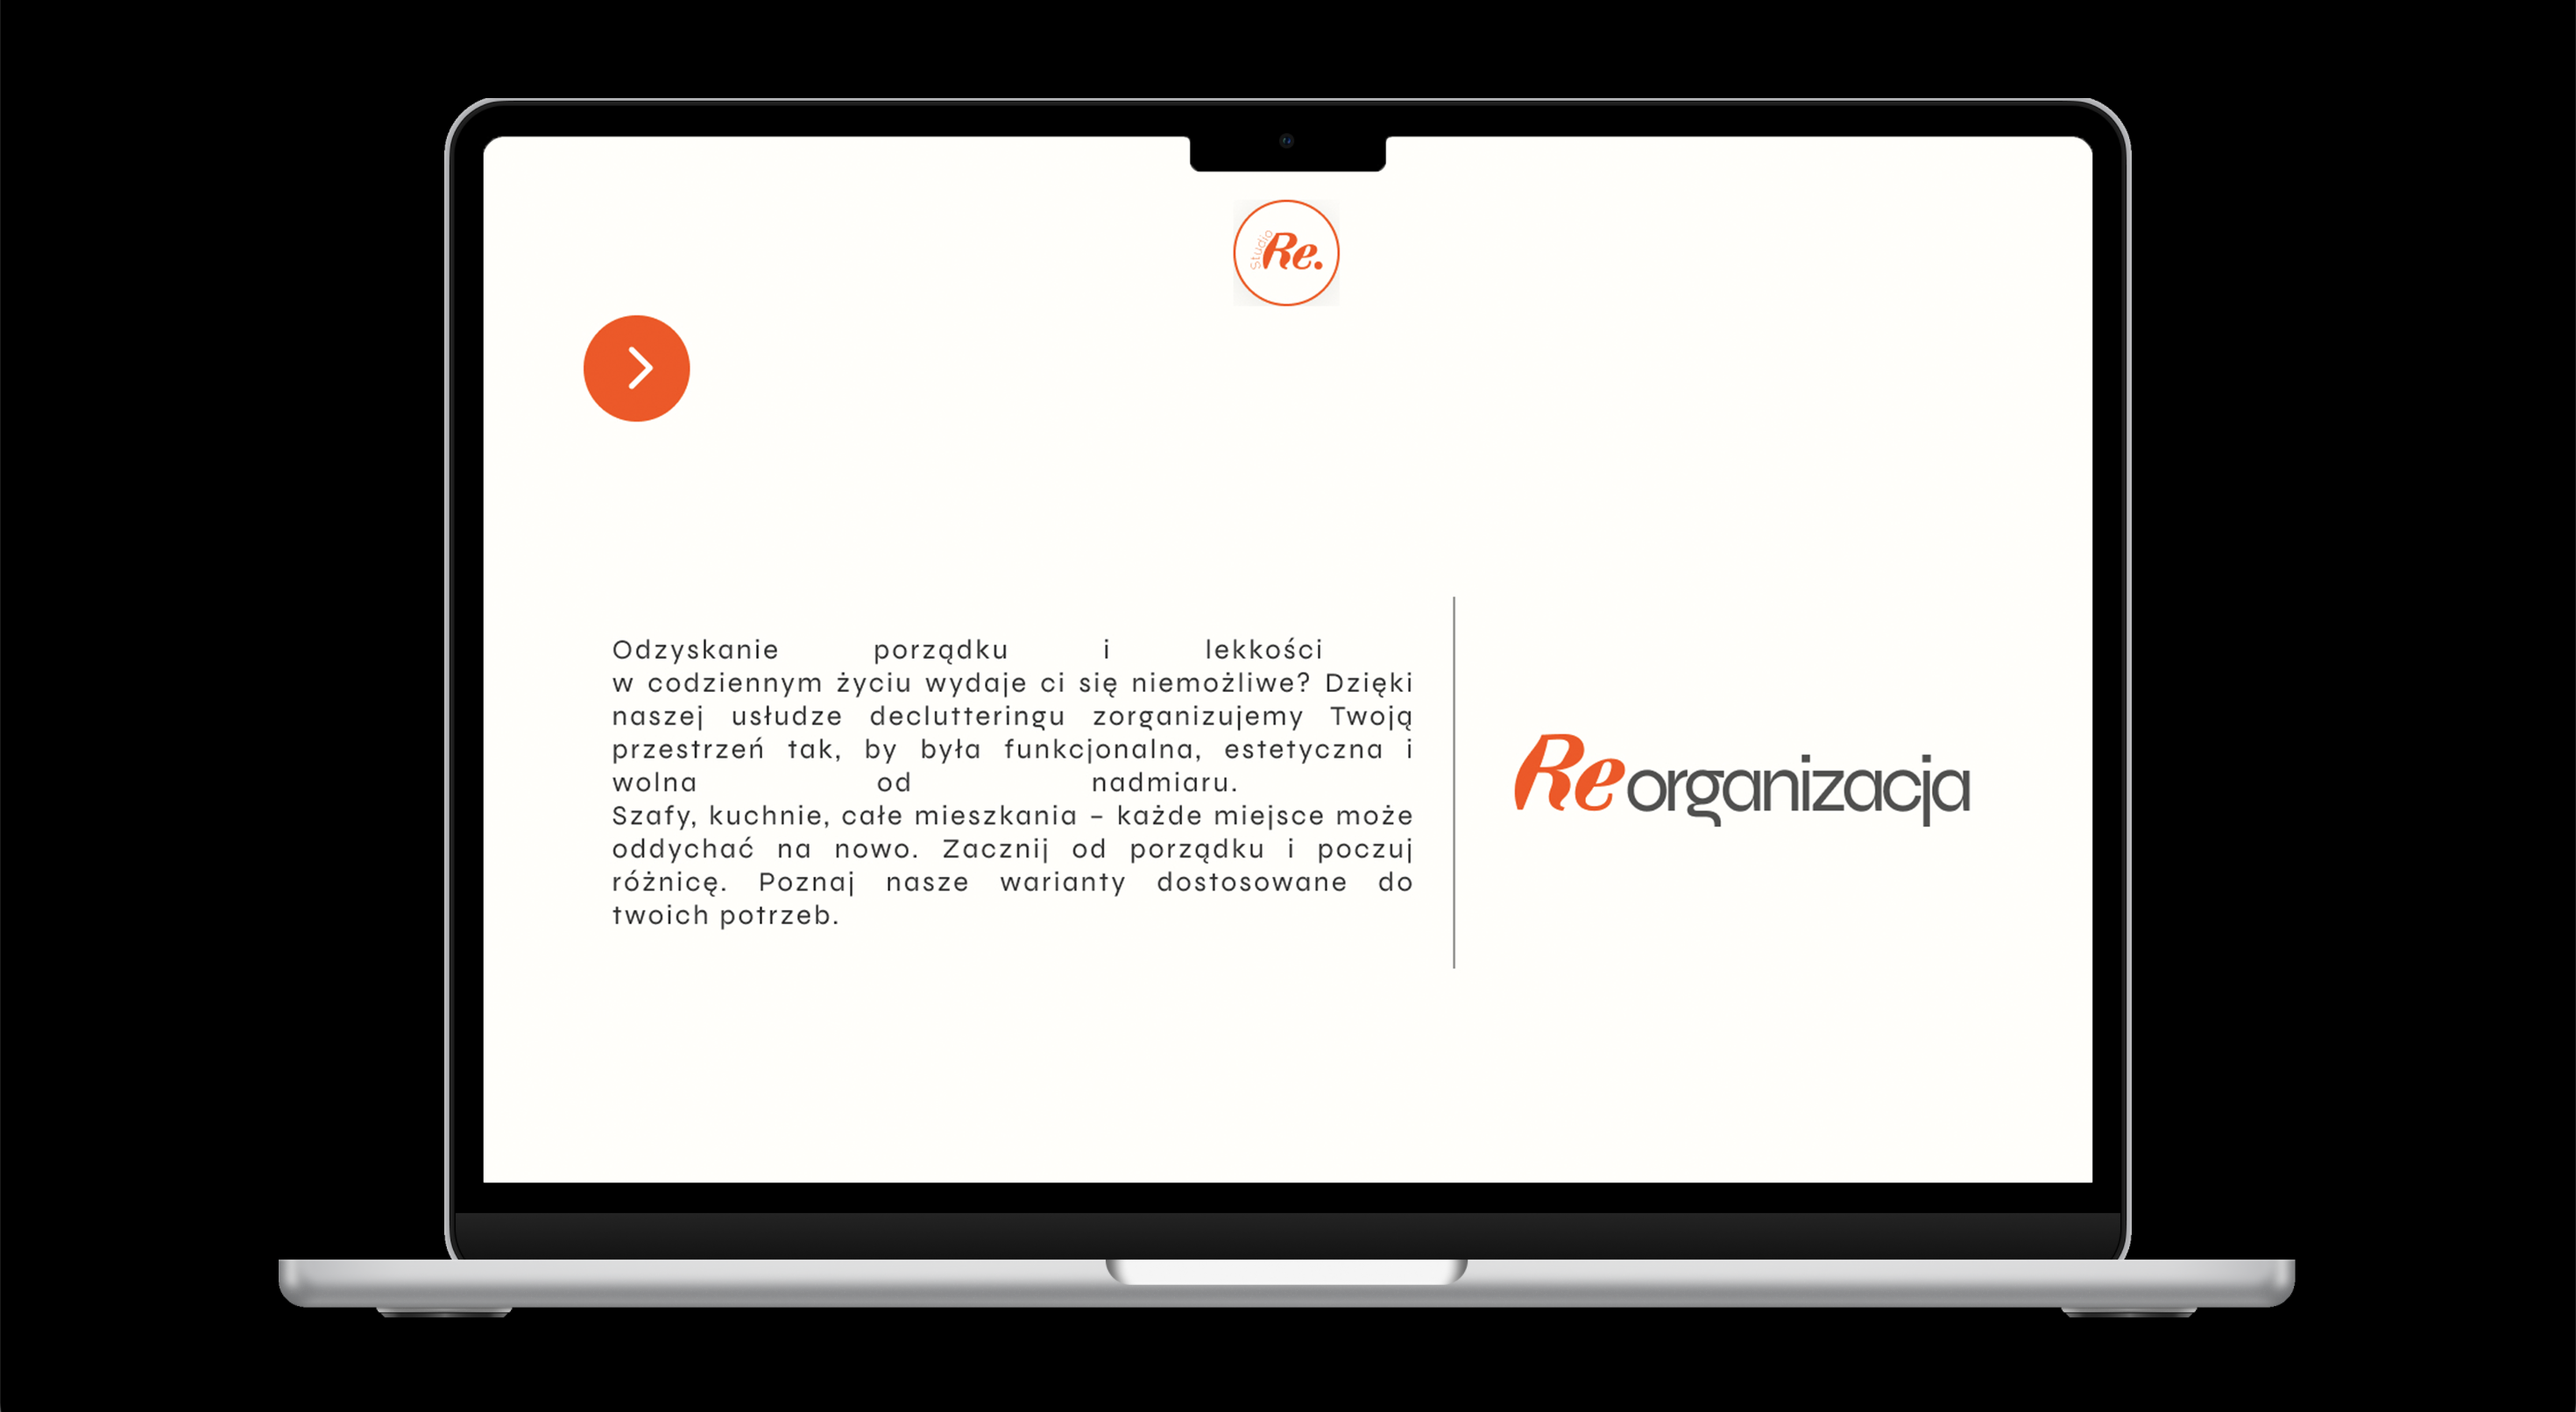 Studio
Re.
Odzyskanie porządku i lekkości
w codziennym życiu wydaje ci się niemożliwe? Dzięki
naszej usłudze declutteringu zorganizujemy Twoją
przestrzeń tak, by była funkcjonalna, estetyczna i
wolna od nadmiaru.
Szafy, kuchnie, całe mieszkania – każde miejsce może
oddychać na nowo. Zacznij od porządku i poczuj
różnicę. Poznaj nasze warianty dostosowane do
twoich potrzeb.
Reorganizacja